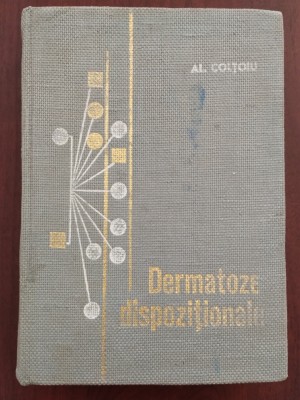 AL. COLȚOIU
Dermatoze
dispoziționale